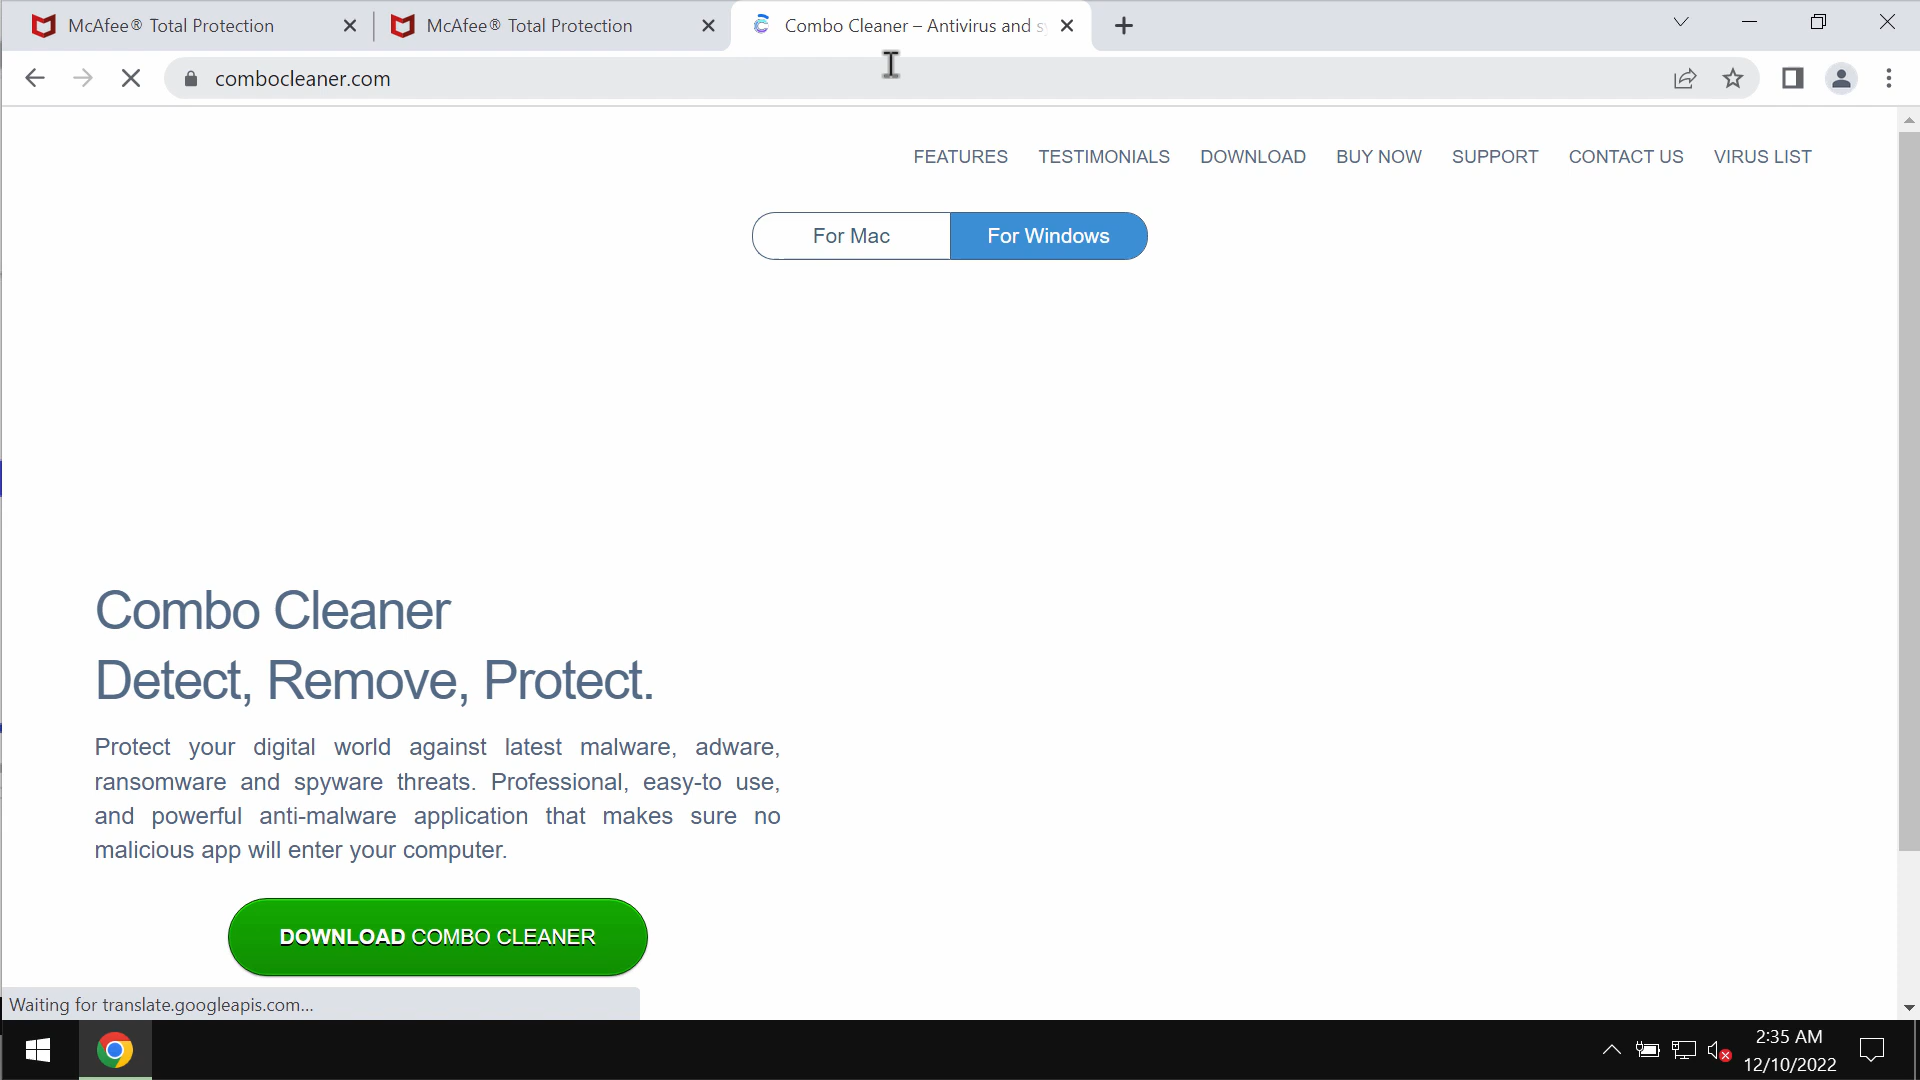 McAfee® Total Protection
McAfee® Total Protection
Combo Cleaner – Antivirus and sy
combocleaner.com
FEATURES TESTIMONIALS DOWNLOAD BUY NOW SUPPORT CONTACT US VIRUS LIST
For Mac For Windows
Combo Cleaner
Detect, Remove, Protect.
Protect your digital world against latest malware, adware,
ransomware and spyware threats. Professional, easy-to use,
and powerful anti-malware application that makes sure no
malicious app will enter your computer.
DOWNLOAD COMBO CLEANER
Waiting for translate.googleapis.com...
2:35 AM
12/10/2022